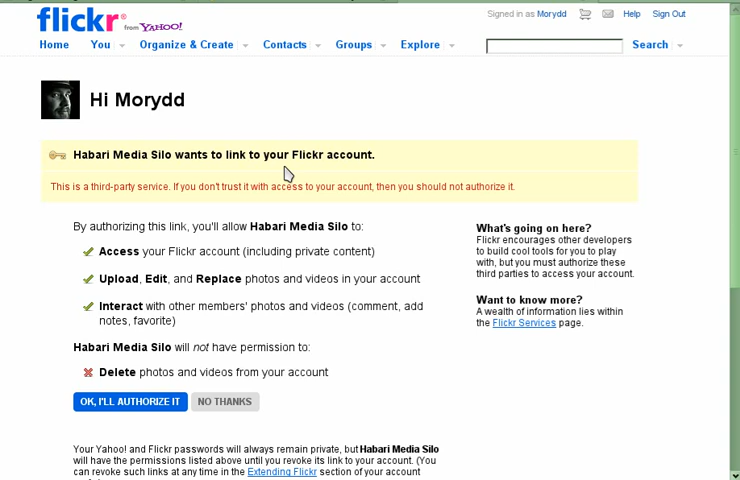 flickr® from YAHOO!
Signed in as Morydd Help Sign Out
Home You Organize & Create Contacts Groups Explore Search
Hi Morydd
Habari Media Silo wants to link to your Flickr account.
This is a third-party service. If you don't trust it with access to your account, then you should not authorize it.
By authorizing this link, you'll allow Habari Media Silo to:
Access your Flickr account (including private content)
Upload, Edit, and Replace photos and videos in your account
Interact with other members' photos and videos (comment, add
notes, favorite)
Habari Media Silo will not have permission to:
Delete photos and videos from your account
OK, I'LL AUTHORIZE IT NO THANKS
What's going on here?
Flickr encourages other developers
to build cool tools for you to play
with, but you must authorize these
third parties to access your account.
Want to know more?
A wealth of information lies within
the Flickr Services page.
Your Yahoo! and Flickr passwords will always remain private, but Habari Media Silo
will have the permissions listed above until you revoke its link to your account. (You
can revoke such links at any time in the Extending Flickr section of your account